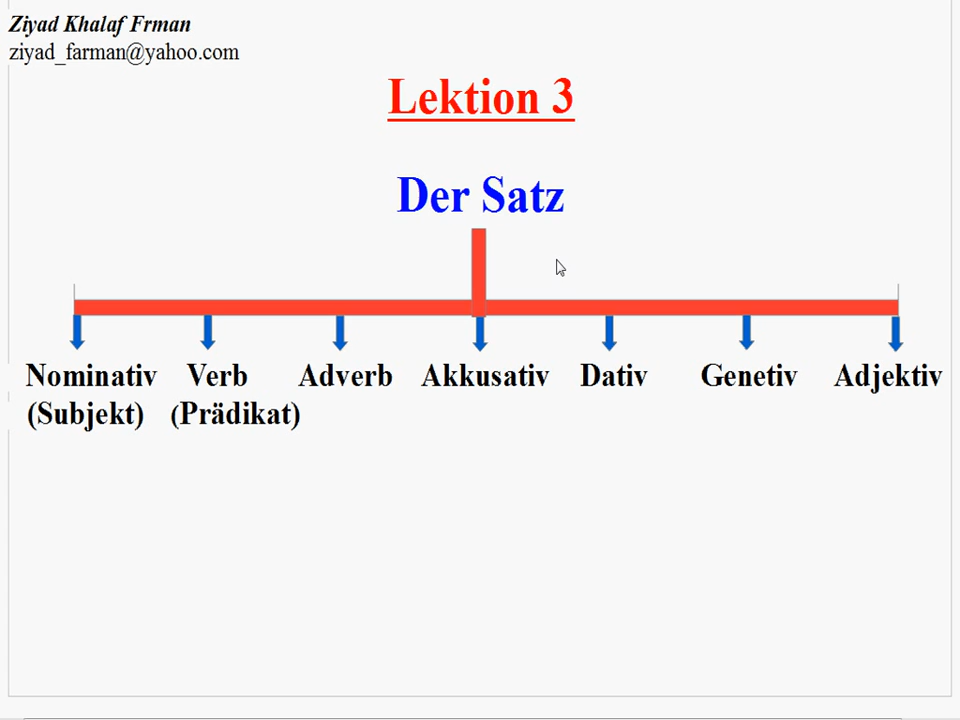 Ziyad Khalaf Frman
ziyad_farman@yahoo.com
Lektion 3
Der Satz
Nominativ Verb Adverb Akkusativ Dativ Genetiv Adjektiv
(Subjekt) (Prädikat)